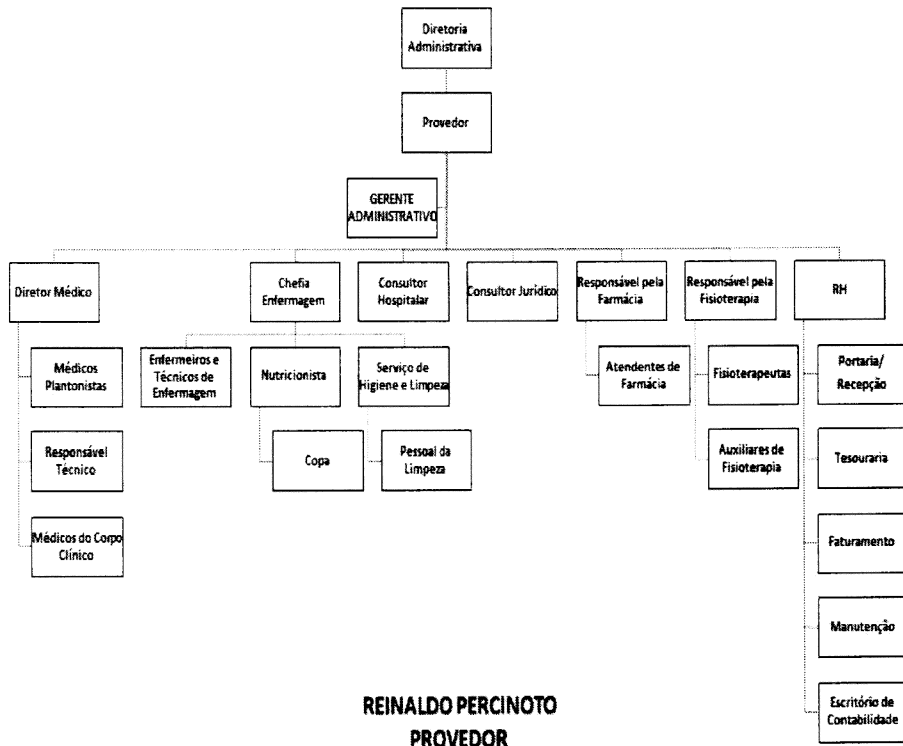 Diretoria
Administrativa
Provedor
GERENTE
ADMINISTRATIVO
Diretor Médico
Chefia
Enfermagem
Consultor
Hospitalar
Consultor Jurídico
Responsável pela
Farmácia
Responsável pela
Fisioterapia
RH
Médicos
Plantonistas
Enfermeiros e
Técnicos de
Enfermagem
Nutricionista
Serviço de
Higiene e Limpeza
Atendentes de
Farmácia
Fisioterapeutas
Portaria/
Recepção
Responsável
Técnico
Copa
Pessoal da
Limpeza
Auxiliares de
Fisioterapia
Tesouraria
Médicos do Corpo
Clínico
Faturamento
Manutenção
Escritório de
Contabilidade
REINALDO PERCINOTO
PROVEDOR